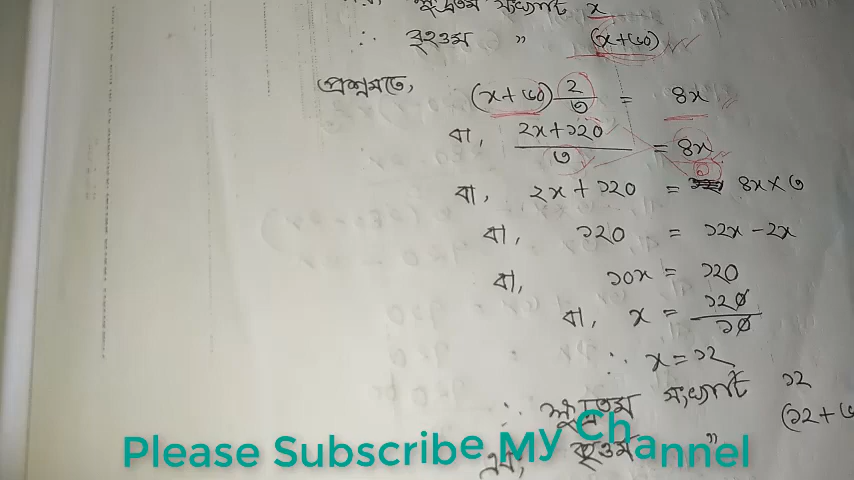 ক্ষুদ্রতম সংখ্যাটি x
∴ বৃহত্তম " (x+৬০)
প্রশ্নমতে,
(x+৬০) ২/৩ = ৪x
বা, (২x+১২০)/৩ = ৪x
বা, ২x+১২০ = ৪x×৩
বা, ১২০ = ১২x-২x
বা, ১০x = ১২০
বা, x = ১২০/১০
∴ x=১২
∴ ক্ষুদ্রতম সংখ্যাটি ১২
বৃহত্তম " (১২+৬
Please Subscribe My Channel